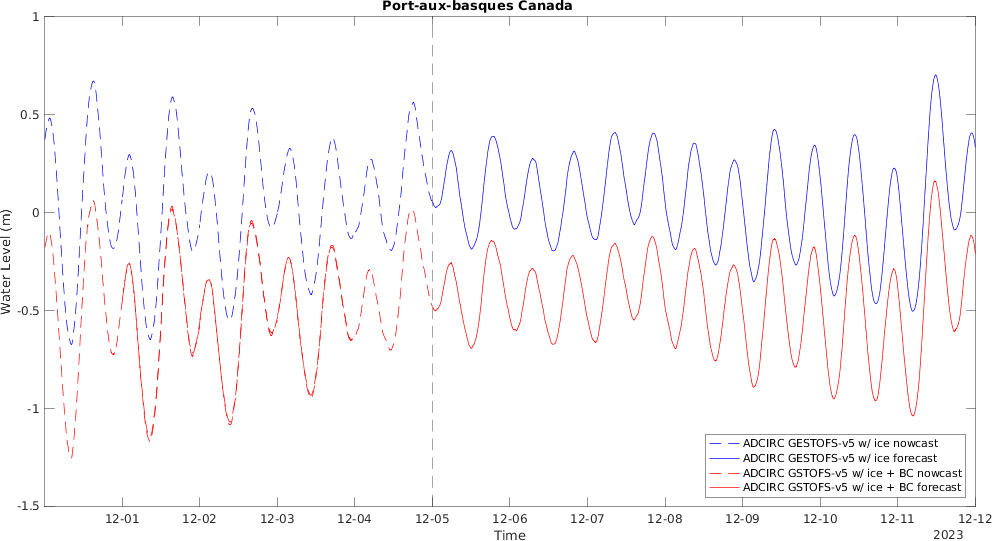 Port-aux-basques Canada
1
0.5
0
-0.5
-1
-1.5
Water Level (m)
ADCIRC GESTOFS-v5 w/ ice nowcast
ADCIRC GESTOFS-v5 w/ ice forecast
ADCIRC GSTOFS-v5 w/ ice + BC nowcast
ADCIRC GSTOFS-v5 w/ ice + BC forecast
12-01 12-02 12-03 12-04 12-05 12-06 12-07 12-08 12-09 12-10 12-11 12-12
Time
2023